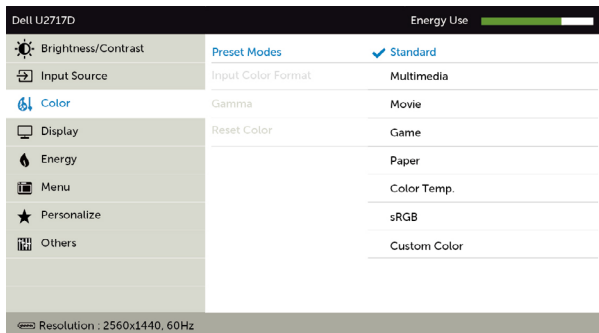 Dell U2717D
Energy Use
Brightness/Contrast
Input Source
Color
Display
Energy
Menu
Personalize
Others
Preset Modes
Input Color Format
Gamma
Reset Color
Standard
Multimedia
Movie
Game
Paper
Color Temp.
sRGB
Custom Color
Resolution : 2560x1440, 60Hz